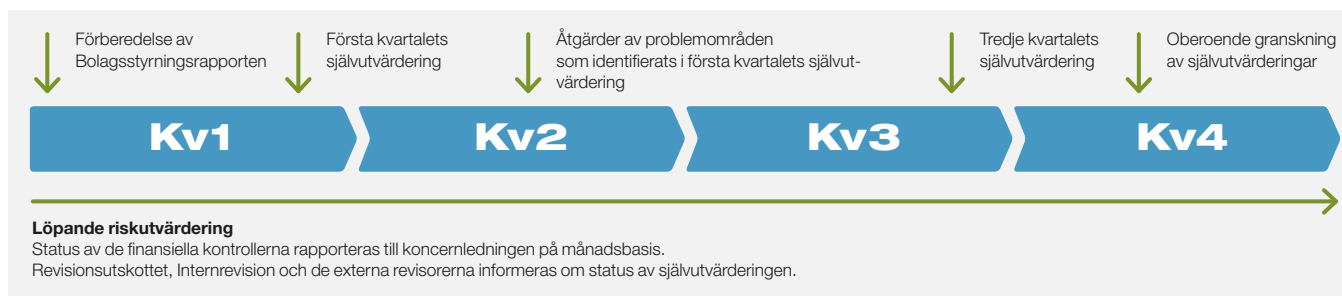 Förberedelse av
Bolagsstyrningsrapporten
Första kvartalets
självutvärdering
Åtgärder av problemområden
som identifierats i första kvartalets självut-
värdering
Tredje kvartalets
självutvärdering
Oberoende granskning
av självutvärderingar
Kv1
Kv2
Kv3
Kv4
Löpande riskutvärdering
Status av de finansiella kontrollerna rapporteras till koncernledningen på månadsbasis.
Revisionsutskottet, Internrevision och de externa revisorerna informeras om status av självutvärderingen.